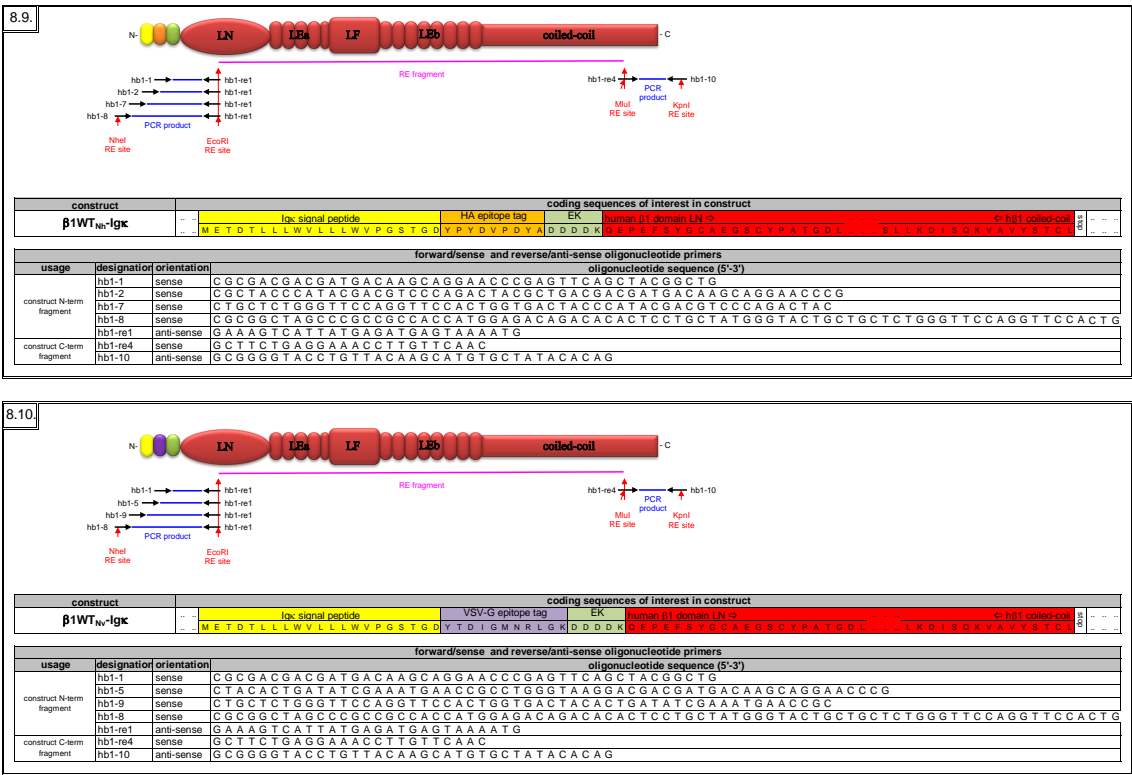 8.9.
N-
LN
LEa
LF
LEb
coiled-coil
- C
hb1-1
hb1-re1
RE fragment
hb1-re4
hb1-10
hb1-2
hb1-re1
PCR product
hb1-7
hb1-re1
MluI RE site
KpnI RE site
hb1-8
hb1-re1
PCR product
NheI RE site
EcoRI RE site
construct
coding sequences of interest in construct
β1WT Nh-Igκ
.. .. Igκ signal peptide HA epitope tag EK human β1 domain LN ⇨ .. .. .. ⇦ hβ1 coiled-coil stop .. .. ..
.. .. M E T D T L L L W V L L L W V P G S T G D Y P Y D V P D Y A D D D D K Q E P E F S Y G C A E G S C Y P A T G D L . . . . S L L K D I S Q K V A V Y S T C L .. .. ..
forward/sense and reverse/anti-sense oligonucleotide primers
usage designation orientation oligonucleotide sequence (5'-3')
construct N-term fragment
hb1-1 sense C G C G A C G A C G A T G A C A A G C A G G A A C C C G A G T T C A G C T A C G G C T G
hb1-2 sense C G C T A C C C A T A C G A C G T C C C A G A C T A C G C T G A C G A C G A T G A C A A G C A G G A A C C C G
hb1-7 sense C T G C T C T G G G T T C C A G G T T C C A C T G G T G A C T A C C C A T A C G A C G T C C C A G A C T A C
hb1-8 sense C G C G G C T A G C C C G C C G C C A C C A T G G A G A C A G A C A C A C T C C T G C T A T G G G T A C T G C T G C T C T G G G T T C C A G G T T C C A C T G
hb1-re1 anti-sense G A A A G T C A T T A T G A G A T G A G T A A A A T G
construct C-term fragment
hb1-re4 sense G C T T C T G A G G A A A C C T T G T T C A A C
hb1-10 anti-sense G C G G G G T A C C T G T T A C A A G C A T G T G C T A T A C A C A G
8.10.
N-
LN
LEa
LF
LEb
coiled-coil
- C
hb1-1
hb1-re1
RE fragment
hb1-re4
hb1-10
hb1-5
hb1-re1
PCR product
hb1-9
hb1-re1
MluI RE site
KpnI RE site
hb1-8
hb1-re1
PCR product
NheI RE site
EcoRI RE site
construct
coding sequences of interest in construct
β1WT Nv-Igκ
.. .. Igκ signal peptide VSV-G epitope tag EK human β1 domain LN ⇨ .. .. .. ⇦ hβ1 coiled-coil stop .. .. ..
.. .. M E T D T L L L W V L L L W V P G S T G D Y T D I G M N R L G K D D D D K Q E P E F S Y G C A E G S C Y P A T G D L . . . . L K D I S Q K V A V Y S T C L .. .. ..
forward/sense and reverse/anti-sense oligonucleotide primers
usage designation orientation oligonucleotide sequence (5'-3')
construct N-term fragment
hb1-1 sense C G C G A C G A C G A T G A C A A G C A G G A A C C C G A G T T C A G C T A C G G C T G
hb1-5 sense C T A C A C T G A T A T C G A A A T G A A C C G C C T G G G T A A G G A C G A C G A T G A C A A G C A G G A A C C C G
hb1-9 sense C T G C T C T G G G T T C C A G G T T C C A C T G G T G A C T A C A C T G A T A T C G A A A T G A A C C G C
hb1-8 sense C G C G G C T A G C C C G C C G C C A C C A T G G A G A C A G A C A C A C T C C T G C T A T G G G T A C T G C T G C T C T G G G T T C C A G G T T C C A C T G
hb1-re1 anti-sense G A A A G T C A T T A T G A G A T G A G T A A A A T G
construct C-term fragment
hb1-re4 sense G C T T C T G A G G A A A C C T T G T T C A A C
hb1-10 anti-sense G C G G G G T A C C T G T T A C A A G C A T G T G C T A T A C A C A G